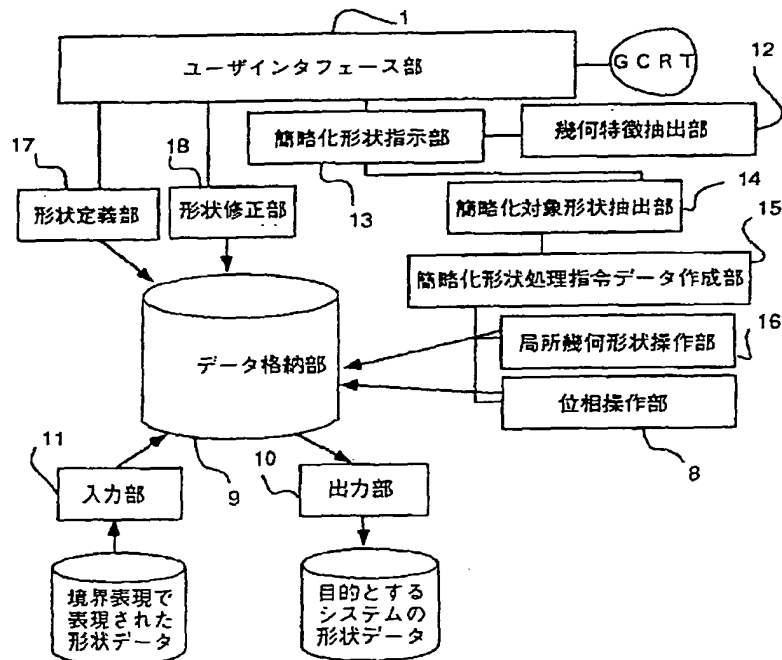 1
ユーザインタフェース部
GCRT
12
簡略化形状指示部
幾何特徴抽出部
17
18
13
形状定義部
形状修正部
14
簡略化対象形状抽出部
15
簡略化形状処理指令データ作成部
16
局所幾何形状操作部
データ格納部
位相操作部
8
11
9
10
入力部
出力部
境界表現で
表現された
形状データ
目的とする
システムの
形状データ